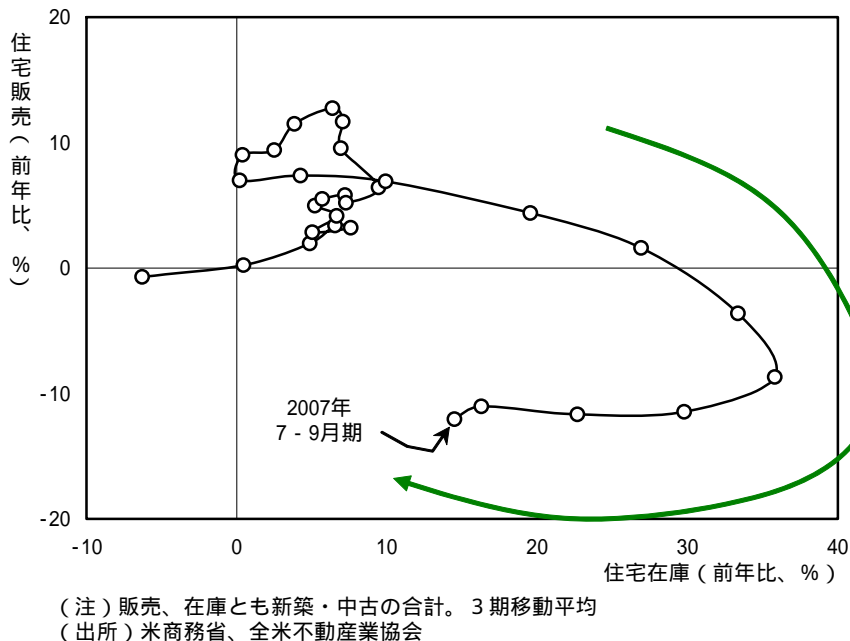 住宅販売(前年比、%)
20
10
0
-10
-20
2007年
7-9月期
-10
0
10
20
30
40
住宅在庫(前年比、%)
(注)販売、在庫とも新築・中古の合計。3期移動平均
(出所)米商務省、全米不動産業協会